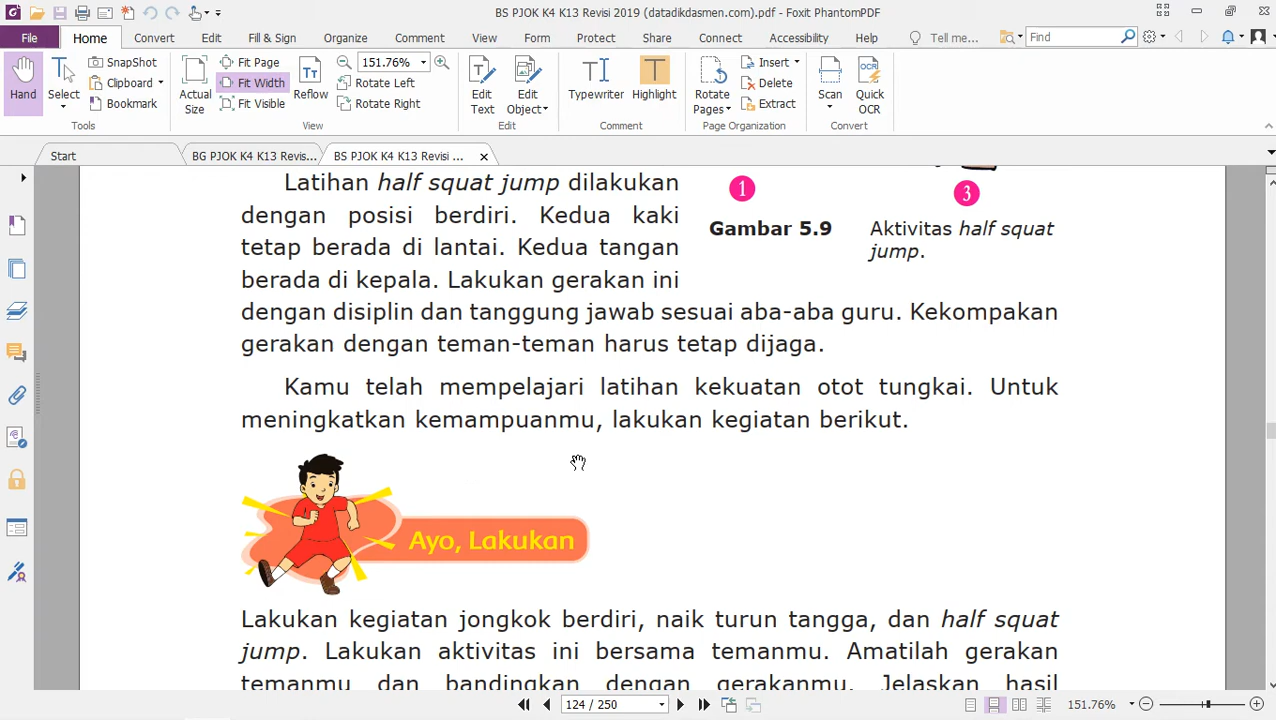 BS PJOK K4 K13 Revisi 2019 (datadikdasmen.com).pdf - Foxit PhantomPDF
File Home Convert Edit Fill & Sign Organize Comment View Form Protect Share Connect Accessibility Help Tell me... Find
Hand
Select
SnapShot
Clipboard
Bookmark
Tools
Actual Size
Fit Page
Fit Width
Fit Visible
Reflow
151.76%
Rotate Left
Rotate Right
View
Edit Text
Edit Object
Edit
Typewriter
Highlight
Comment
Rotate Pages
Insert
Delete
Extract
Page Organization
Scan
Quick OCR
Convert
Start
BG PJOK K4 K13 Revis...
BS PJOK K4 K13 Revisi ...
Latihan half squat jump dilakukan
dengan posisi berdiri. Kedua kaki
tetap berada di lantai. Kedua tangan
berada di kepala. Lakukan gerakan ini
dengan disiplin dan tanggung jawab sesuai aba-aba guru. Kekompakan
gerakan dengan teman-teman harus tetap dijaga.
1
3
Gambar 5.9 Aktivitas half squat
jump.
Kamu telah mempelajari latihan kekuatan otot tungkai. Untuk
meningkatkan kemampuanmu, lakukan kegiatan berikut.
Ayo, Lakukan
Lakukan kegiatan jongkok berdiri, naik turun tangga, dan half squat
jump. Lakukan aktivitas ini bersama temanmu. Amatilah gerakan
temanmu dan bandingkan dengan gerakanmu. Jelaskan hasil
124 / 250
151.76%